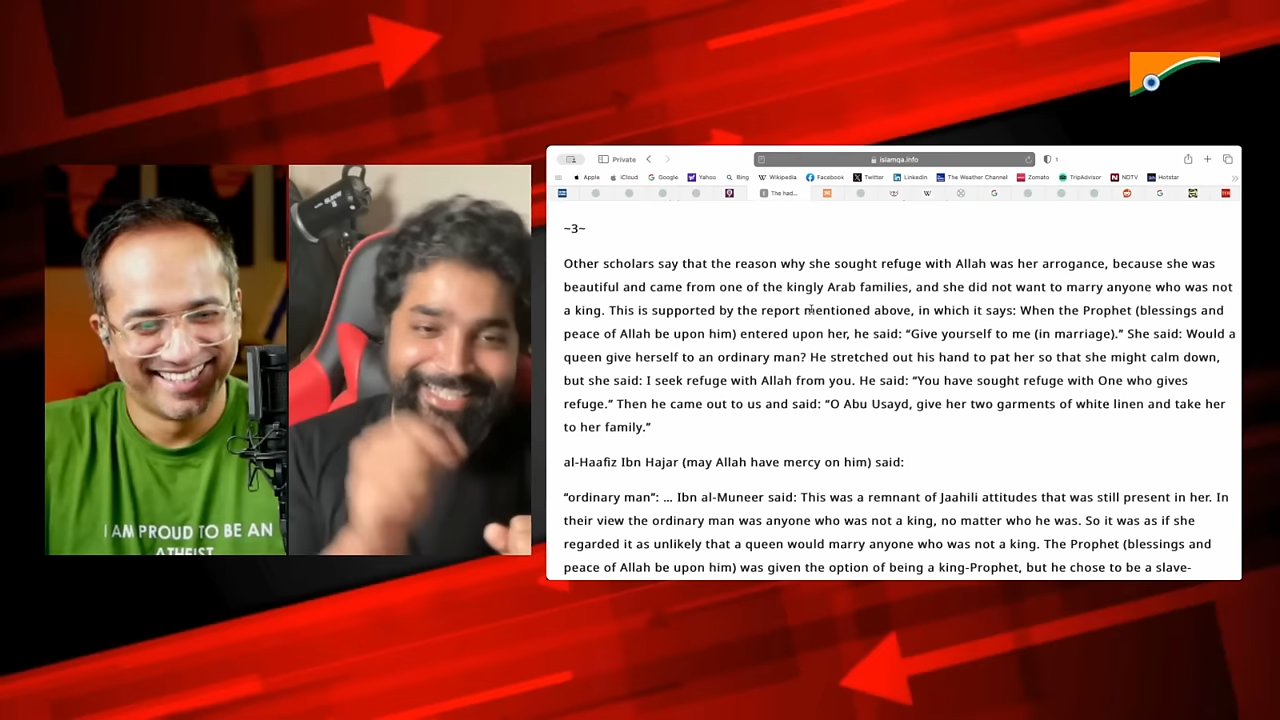 I AM PROUD TO BE AN
ATHEIST
Private
islamqa.info
1
Apple iCloud Google Yahoo Bing Wikipedia Facebook Twitter LinkedIn The Weather Channel Zomato TripAdvisor NDTV Hotstar
The had...
~3~
Other scholars say that the reason why she sought refuge with Allah was her arrogance, because she was
beautiful and came from one of the kingly Arab families, and she did not want to marry anyone who was not
a king. This is supported by the report mentioned above, in which it says: When the Prophet (blessings and
peace of Allah be upon him) entered upon her, he said: “Give yourself to me (in marriage).” She said: Would a
queen give herself to an ordinary man? He stretched out his hand to pat her so that she might calm down,
but she said: I seek refuge with Allah from you. He said: “You have sought refuge with One who gives
refuge.” Then he came out to us and said: “O Abu Usayd, give her two garments of white linen and take her
to her family.”
al-Haafiz Ibn Hajar (may Allah have mercy on him) said:
“ordinary man”: ... Ibn al-Muneer said: This was a remnant of Jaahili attitudes that was still present in her. In
their view the ordinary man was anyone who was not a king, no matter who he was. So it was as if she
regarded it as unlikely that a queen would marry anyone who was not a king. The Prophet (blessings and
peace of Allah be upon him) was given the option of being a king-Prophet, but he chose to be a slave-